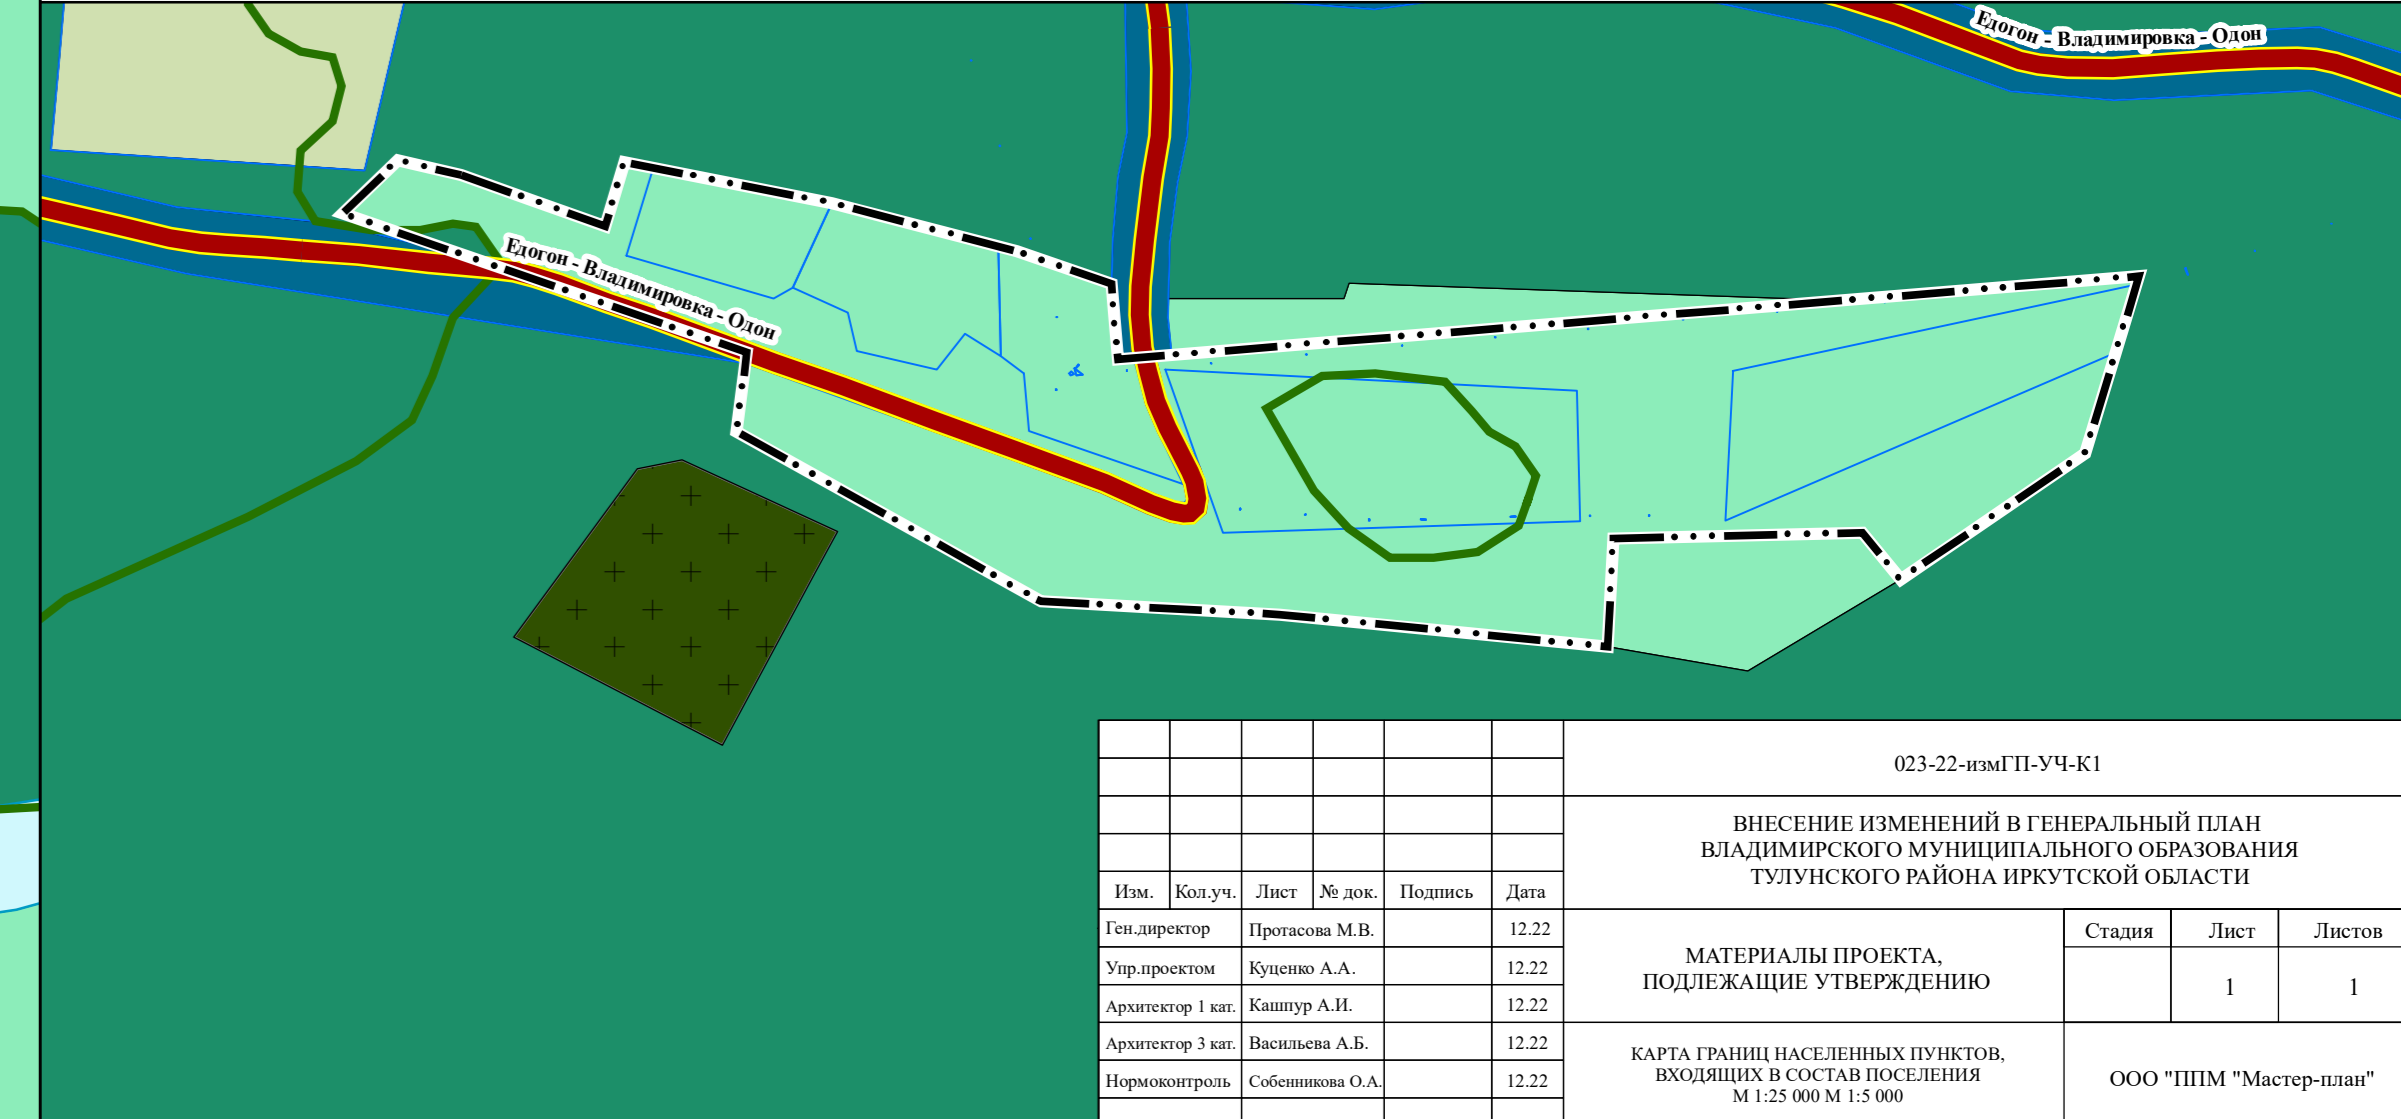 Едогон - Владимировка - Одон
Едогон - Владимировка - Одон
023-22-измГП-УЧ-К1
ВНЕСЕНИЕ ИЗМЕНЕНИЙ В ГЕНЕРАЛЬНЫЙ ПЛАН
ВЛАДИМИРСКОГО МУНИЦИПАЛЬНОГО ОБРАЗОВАНИЯ
ТУЛУНСКОГО РАЙОНА ИРКУТСКОЙ ОБЛАСТИ
Изм. Кол.уч. Лист № док. Подпись Дата
Ген.директор Протасова М.В. 12.22
Упр.проектом Куценко А.А. 12.22
Архитектор 1 кат. Кашпур А.И. 12.22
Архитектор 3 кат. Васильева А.Б. 12.22
Нормоконтроль Собенникова О.А. 12.22
МАТЕРИАЛЫ ПРОЕКТА,
ПОДЛЕЖАЩИЕ УТВЕРЖДЕНИЮ
Стадия Лист Листов
1 1
КАРТА ГРАНИЦ НАСЕЛЕННЫХ ПУНКТОВ,
ВХОДЯЩИХ В СОСТАВ ПОСЕЛЕНИЯ
М 1:25 000 М 1:5 000
ООО "ППМ "Мастер-план"